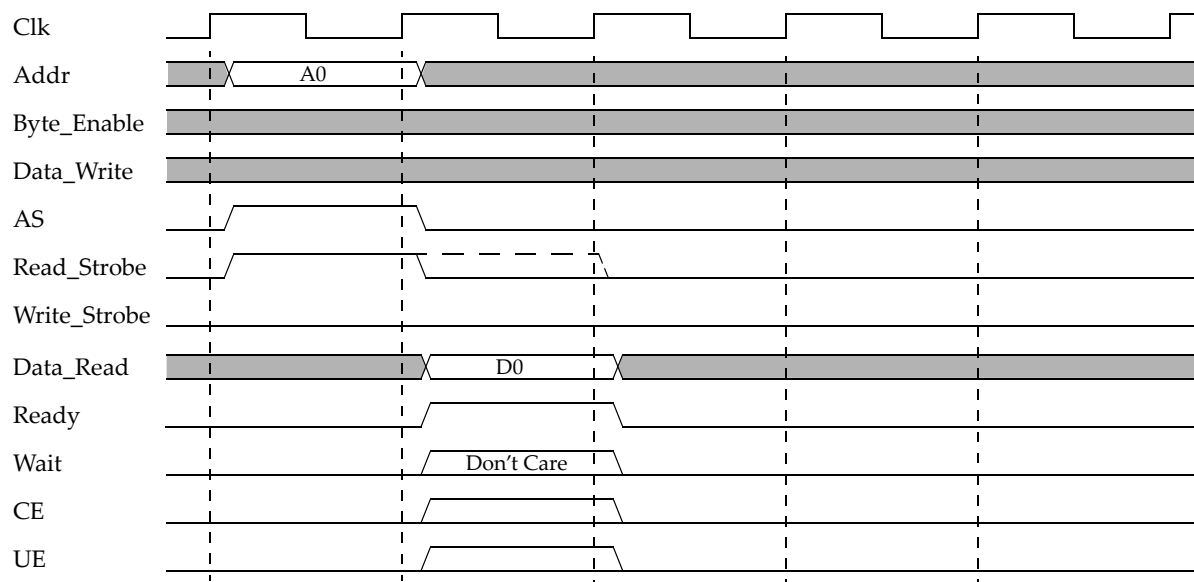 Clk
Addr A0
Byte_Enable
Data_Write
AS
Read_Strobe
Write_Strobe
Data_Read D0
Ready
Wait Don't Care
CE
UE